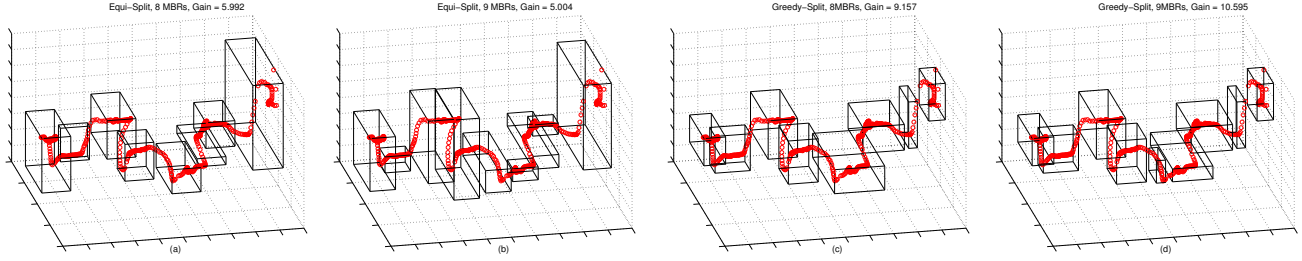 Equi-Split, 8 MBRs, Gain = 5.992
Equi-Split, 9 MBRs, Gain = 5.004
Greedy-Split, 8MBRs, Gain = 9.157
Greedy-Split, 9MBRs, Gain = 10.595
(a)
(b)
(c)
(d)